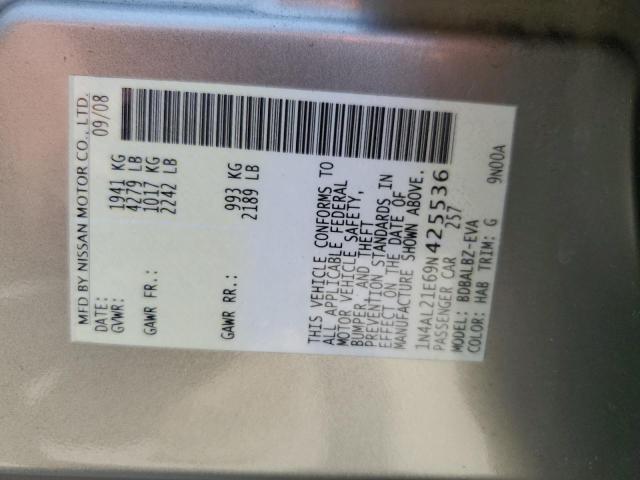 MFD BY NISSAN MOTOR CO., LTD.
DATE: 09/08
GVWR: 1941 KG
4279 LB
GAWR FR.: 1017 KG
2242 LB
GAWR RR.: 993 KG
2189 LB
THIS VEHICLE CONFORMS TO
ALL APPLICABLE FEDERAL
MOTOR VEHICLE SAFETY,
BUMPER, AND THEFT
PREVENTION STANDARDS IN
EFFECT ON THE DATE OF
MANUFACTURE SHOWN ABOVE.
1N4AL21E69N425536
PASSENGER CAR 257
MODEL: BDBALBZ-EVA
COLOR: HAB TRIM: G 9N00A